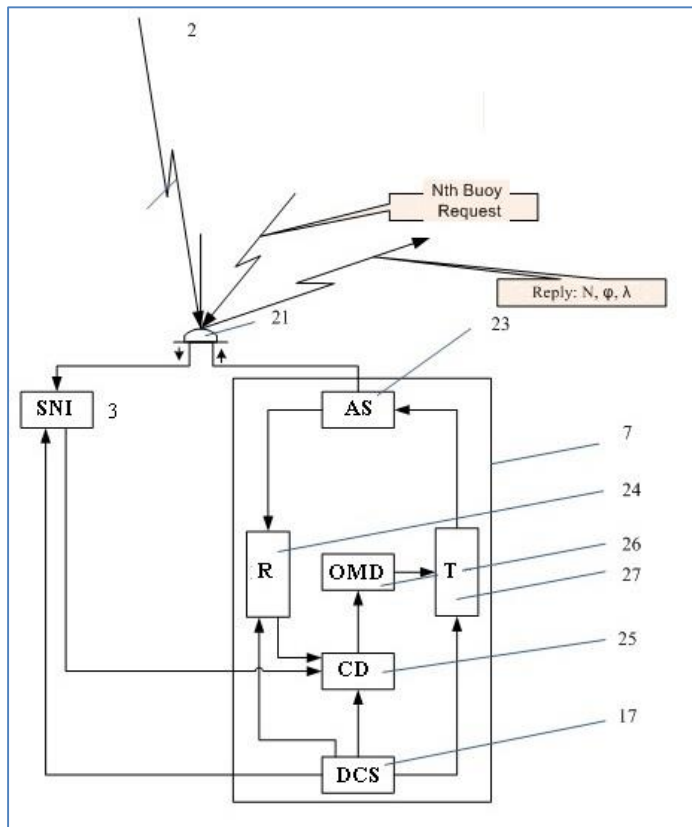 2
Nth Buoy
Request
21
Reply: N, φ, λ
23
AS
SNI
3
7
24
26
R
OMD
T
27
CD
25
17
DCS